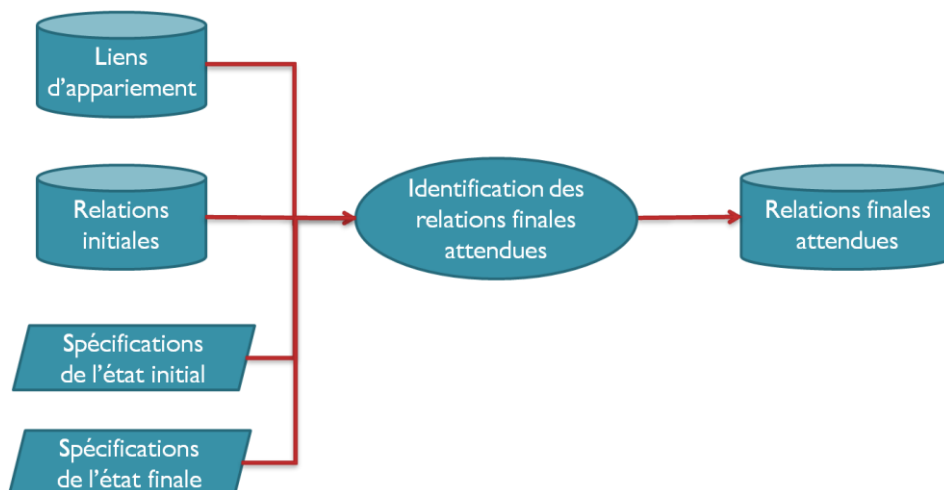 Liens
d'appariement
Relations
initiales
Identification des
relations finales
attendues
Relations finales
attendues
Spécifications
de l'état initial
Spécifications
de l'état finale